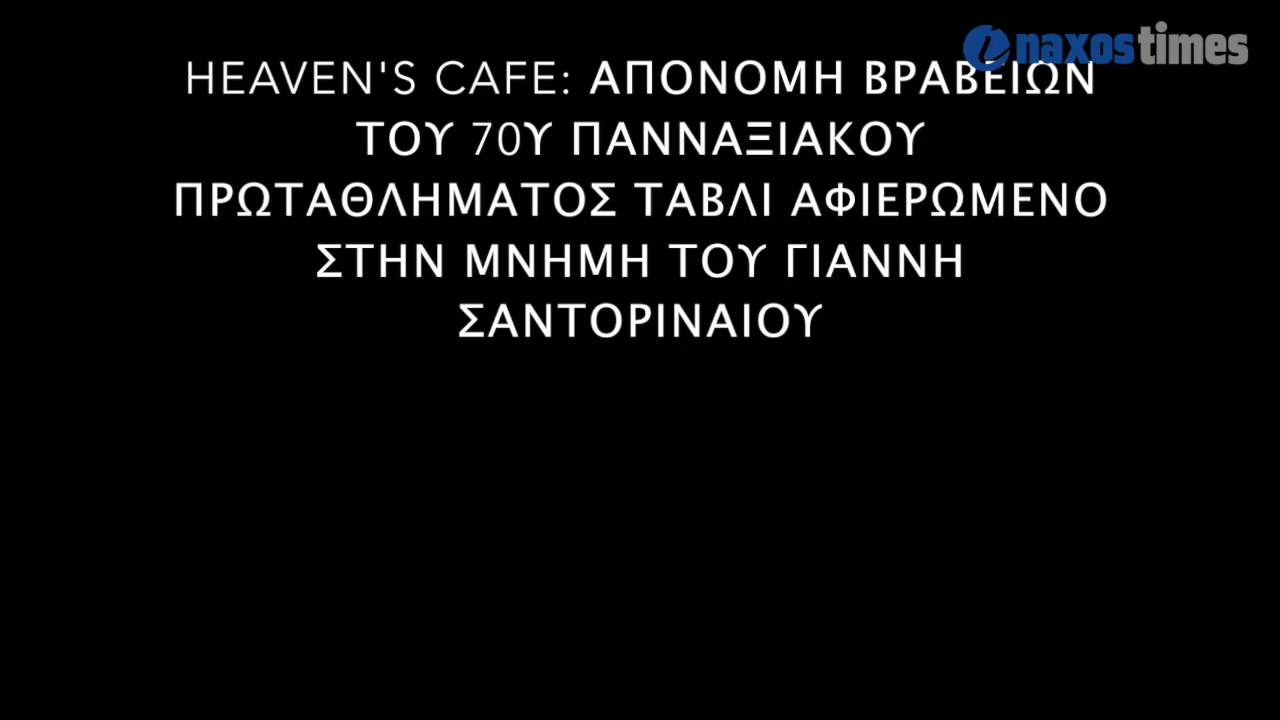 naxostimes
HEAVEN'S CAFE: ΑΠΟΝΟΜΗ ΒΡΑΒΕΙΩΝ
ΤΟΥ 7ΟΥ ΠΑΝΝΑΞΙΑΚΟΥ
ΠΡΩΤΑΘΛΗΜΑΤΟΣ ΤΑΒΛΙ ΑΦΙΕΡΩΜΕΝΟ
ΣΤΗΝ ΜΝΗΜΗ ΤΟΥ ΓΙΑΝΝΗ
ΣΑΝΤΟΡΙΝΑΙΟΥ